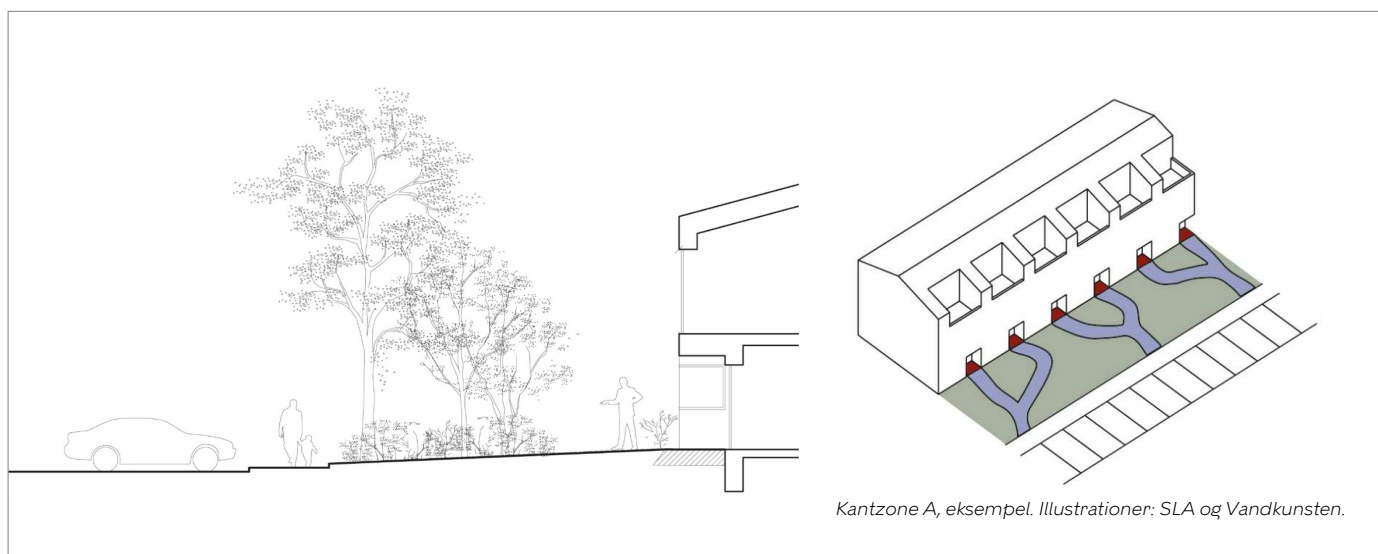 Kantzone A, eksempel. Illustrationer: SLA og Vandkunsten.